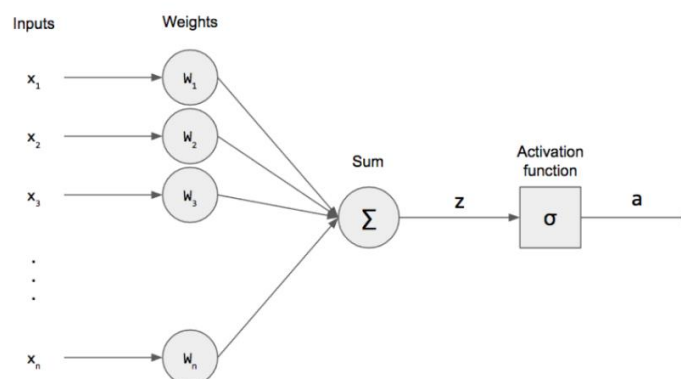 Inputs
Weights
x₁
W₁
x₂
W₂
x₃
W₃
Sum
Σ
z
Activation
function
σ
a
.
.
.
xₙ
Wₙ